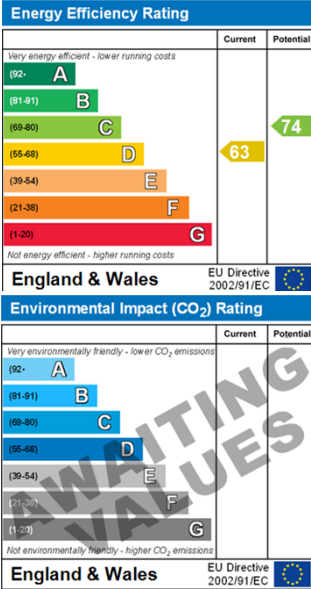 Energy Efficiency Rating
Current Potential
Very energy efficient - lower running costs
(92- A
(81-91) B
(69-80) C
74
(55-68) D
63
(39-54) E
(21-38) F
(1-20) G
Not energy efficient - higher running costs
England & Wales
EU Directive
2002/91/EC
Environmental Impact (CO₂) Rating
Current Potential
Very environmentally friendly - lower CO₂ emissions
(92- A
(81-91) B
(69-80) C
(55-68) D
(39-54) E
(21-38) F
(1-20) G
AWAITING
VALUES
Not environmentally friendly - higher CO₂ emissions
England & Wales
EU Directive
2002/91/EC